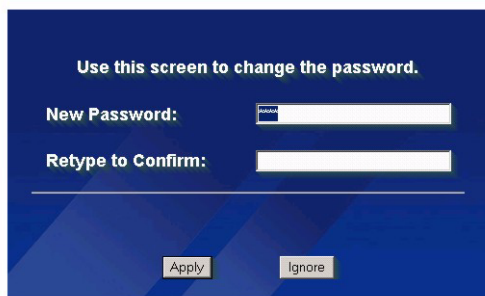 Use this screen to change the password.
New Password: ****
Retype to Confirm:
Apply Ignore